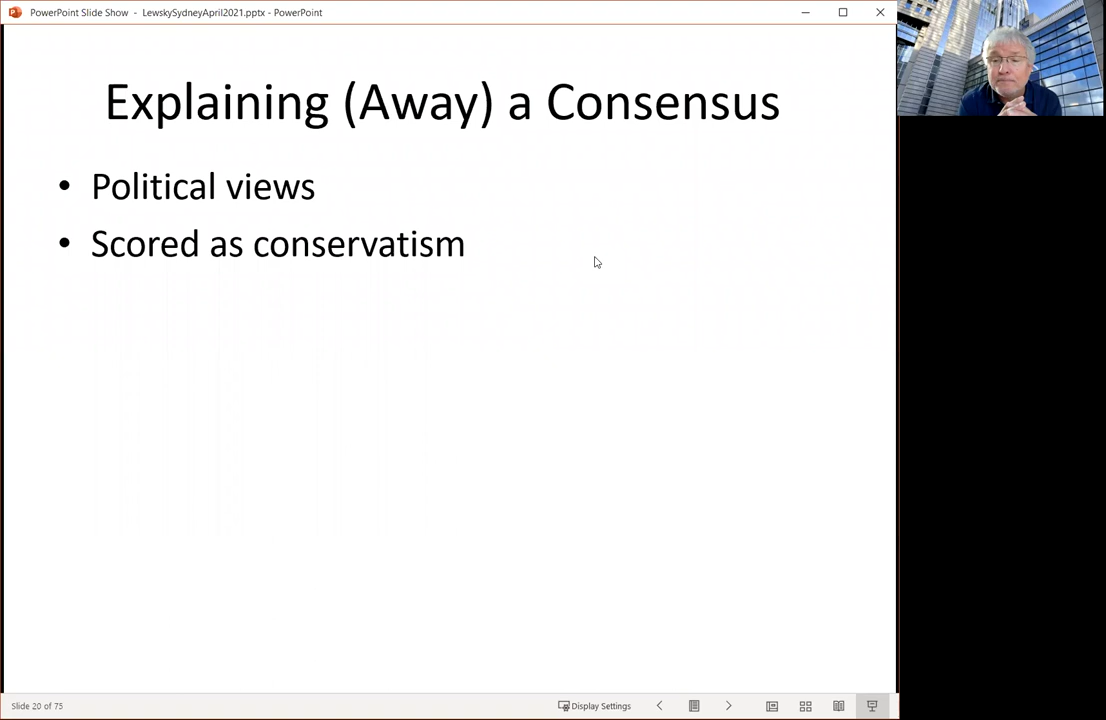 PowerPoint Slide Show - LewskySydneyApril2021.pptx - PowerPoint
Explaining (Away) a Consensus
• Political views
• Scored as conservatism
Slide 20 of 75
Display Settings